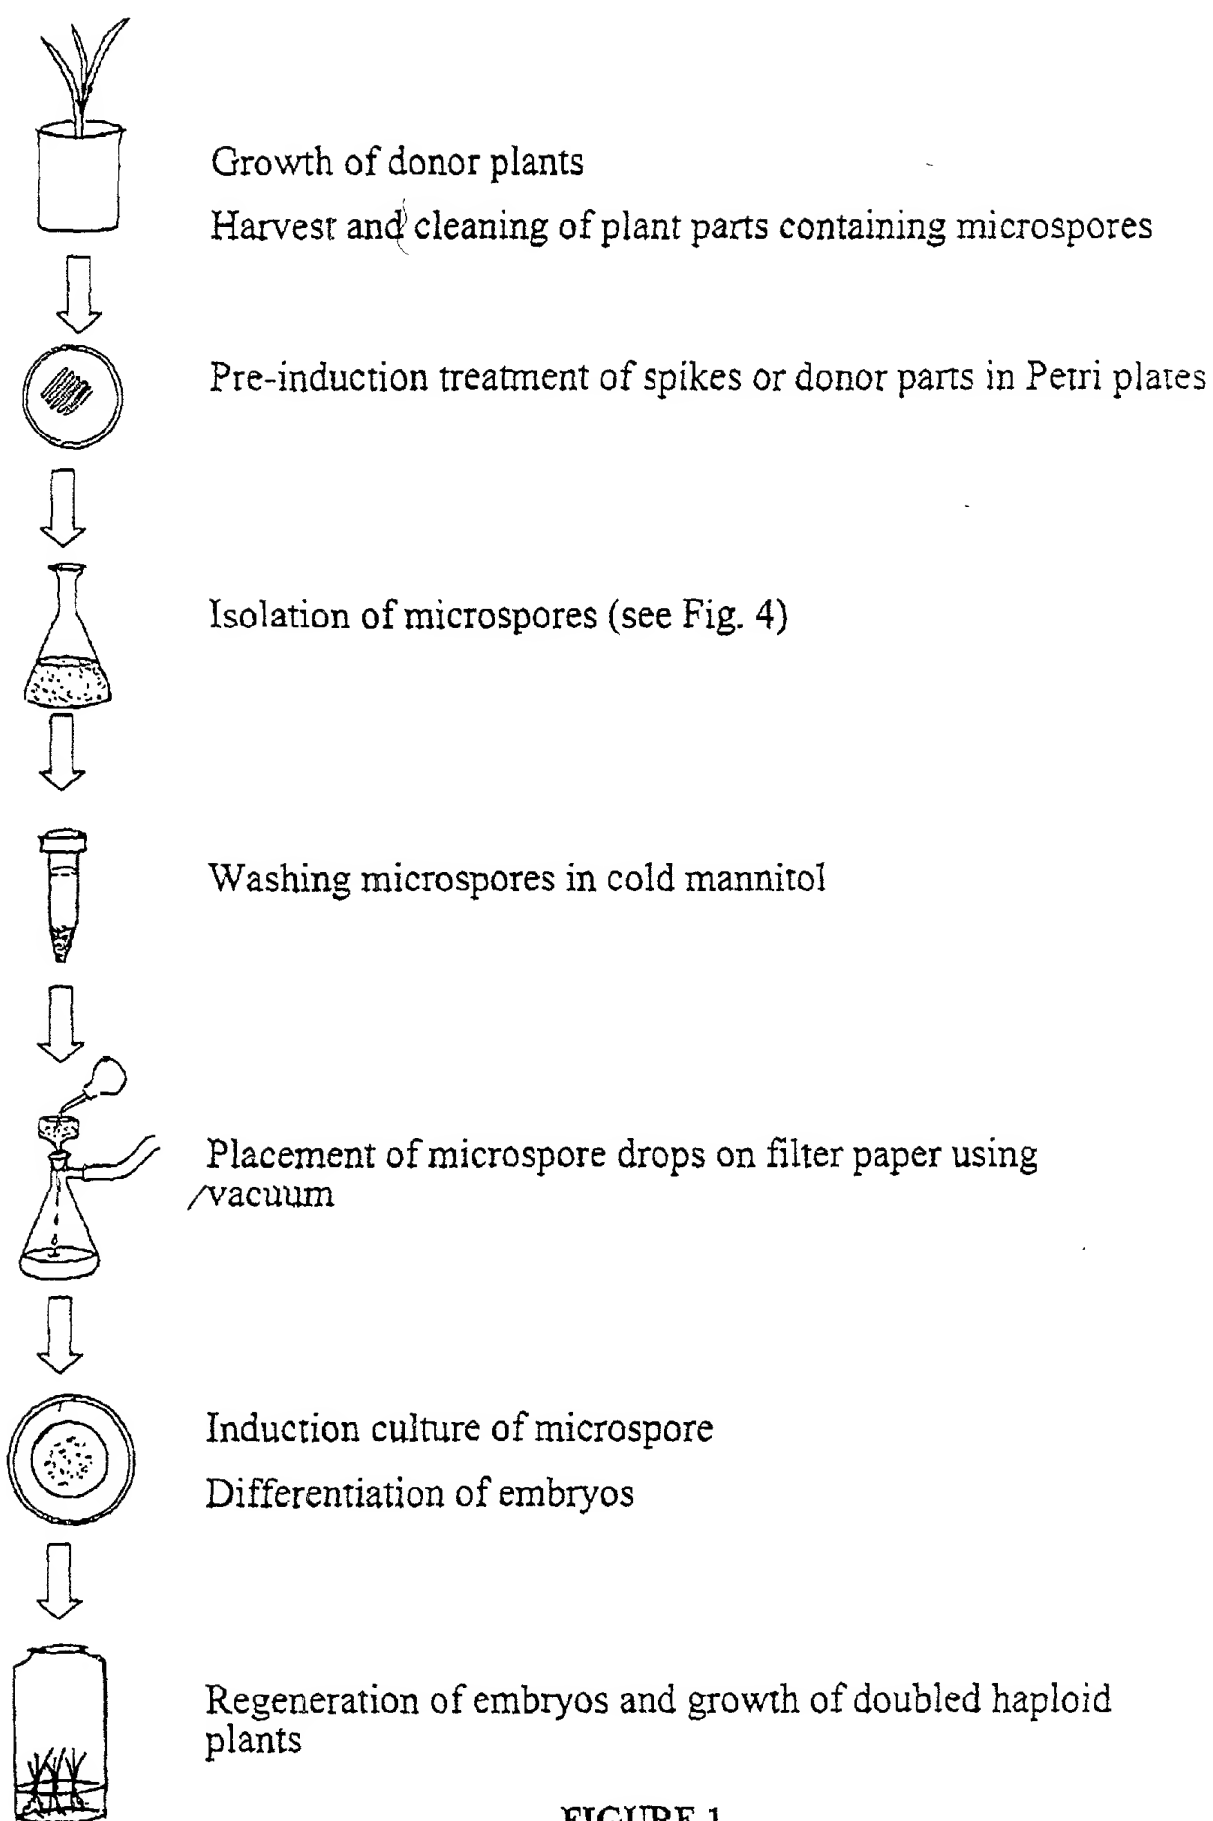 Growth of donor plants
Harvest and cleaning of plant parts containing microspores
Pre-induction treatment of spikes or donor parts in Petri plates
Isolation of microspores (see Fig. 4)
Washing microspores in cold mannitol
Placement of microspore drops on filter paper using
vacuum
Induction culture of microspore
Differentiation of embryos
Regeneration of embryos and growth of doubled haploid
plants
FIGURE 1